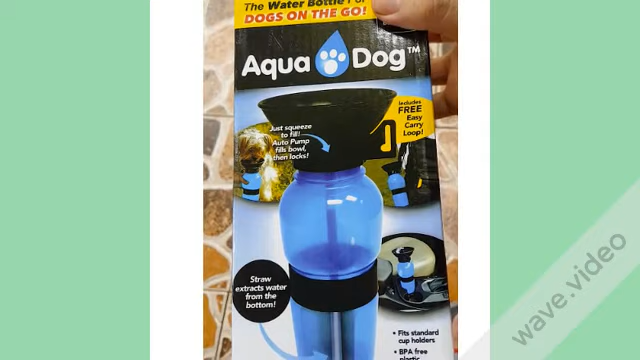 The Water Bottle For
DOGS ON THE GO!
Aqua Dog™
Includes
FREE
Easy
Carry
Loop!
Just squeeze
to fill!
Auto Pump
fills bowl,
then locks!
Straw
extracts water
from the
bottom!
• Fits standard
cup holders
• BPA free
plastic
wave.video